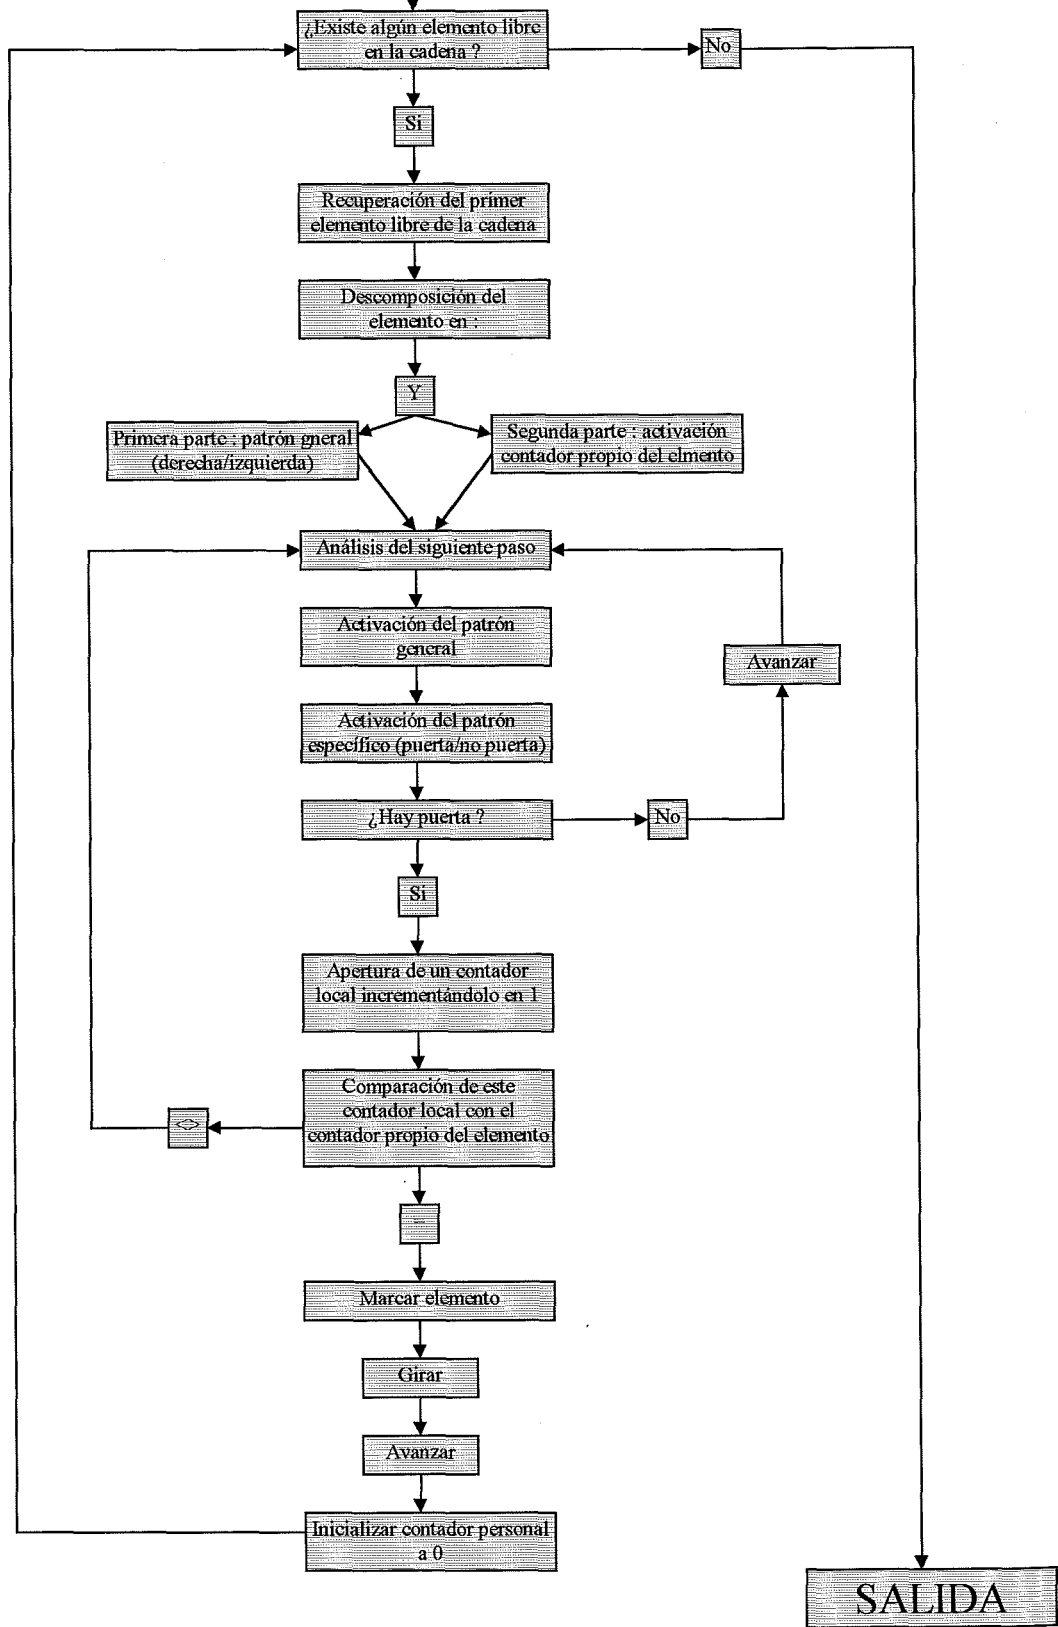 ¿Existe algún elemento libre
en la cadena ?
No
Si
Recuperación del primer
elemento libre de la cadena
Descomposición del
elemento en :
Y
Primera parte : patrón gneral
(derecha/izquierda)
Segunda parte : activación
contador propio del elmento
Análisis del siguiente paso
Activación del patrón
general
Avanzar
Activación del patrón
específico (puerta/no puerta)
¿Hay puerta ?
No
Si
Apertura de un contador
local incrementándolo en 1
Comparación de este
contador local con el
contador propio del elemento
<>
Marcar elemento
Girar
Avanzar
Inicializar contador personal
a 0
SALIDA